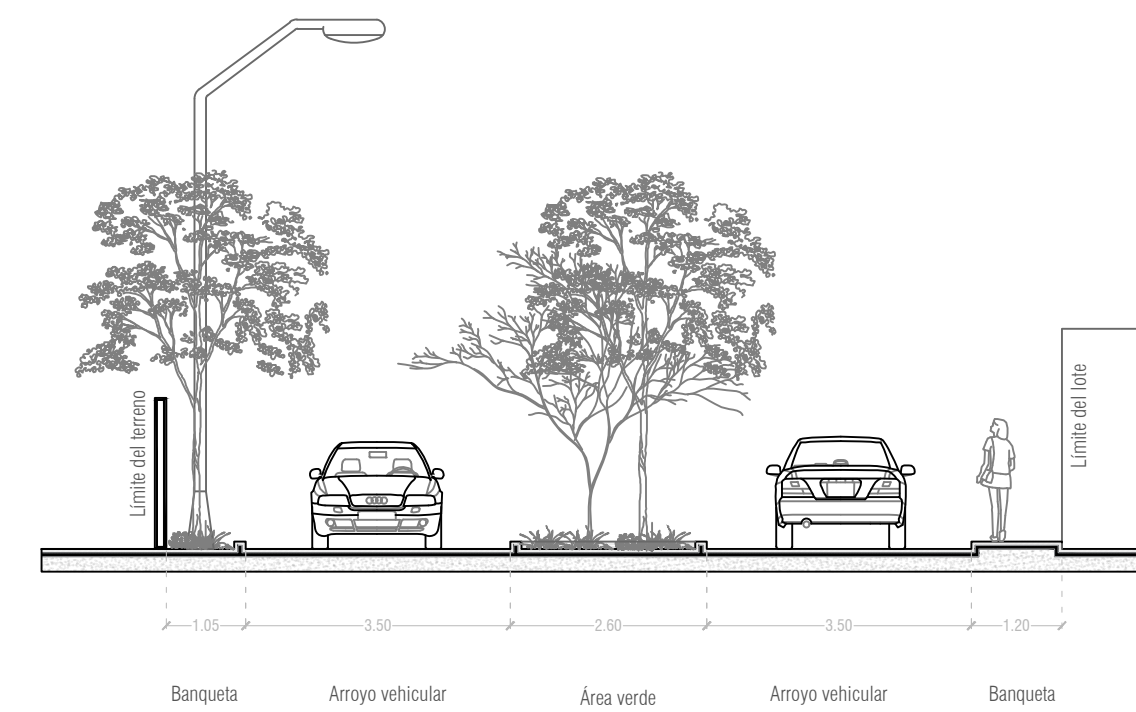 Límite del terreno
Límite del lote
1.05
3.50
2.60
3.50
1.20
Banqueta
Arroyo vehicular
Área verde
Arroyo vehicular
Banqueta